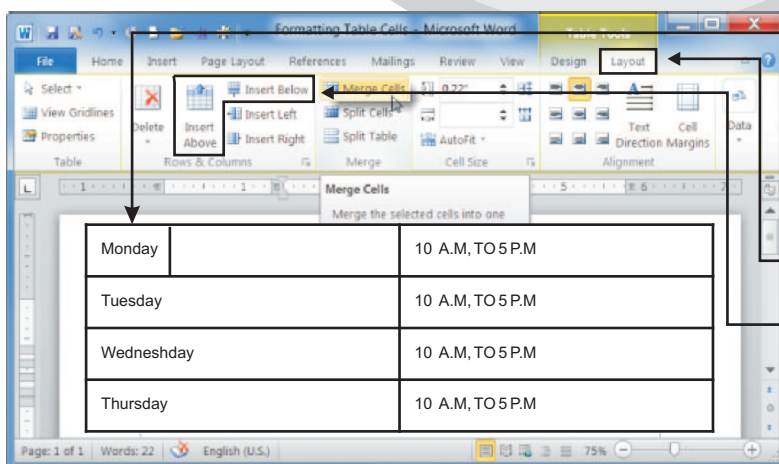 Formatting Table Cells - Microsoft Word
Table Tools
File Home Insert Page Layout References Mailings Review View Design Layout
Select
View Gridlines
Properties
Table
Delete
Insert Above
Insert Below
Insert Left
Insert Right
Rows & Columns
Merge Cells
Split Cells
Split Table
Merge
0.22"
AutoFit
Cell Size
Text Direction
Cell Margins
Alignment
Data
Merge Cells
Merge the selected cells into one
Monday 10 A.M, TO 5 P.M
Tuesday 10 A.M, TO 5 P.M
Wedneshday 10 A.M, TO 5 P.M
Thursday 10 A.M, TO 5 P.M
Page: 1 of 1 Words: 22 English (U.S.) 75%